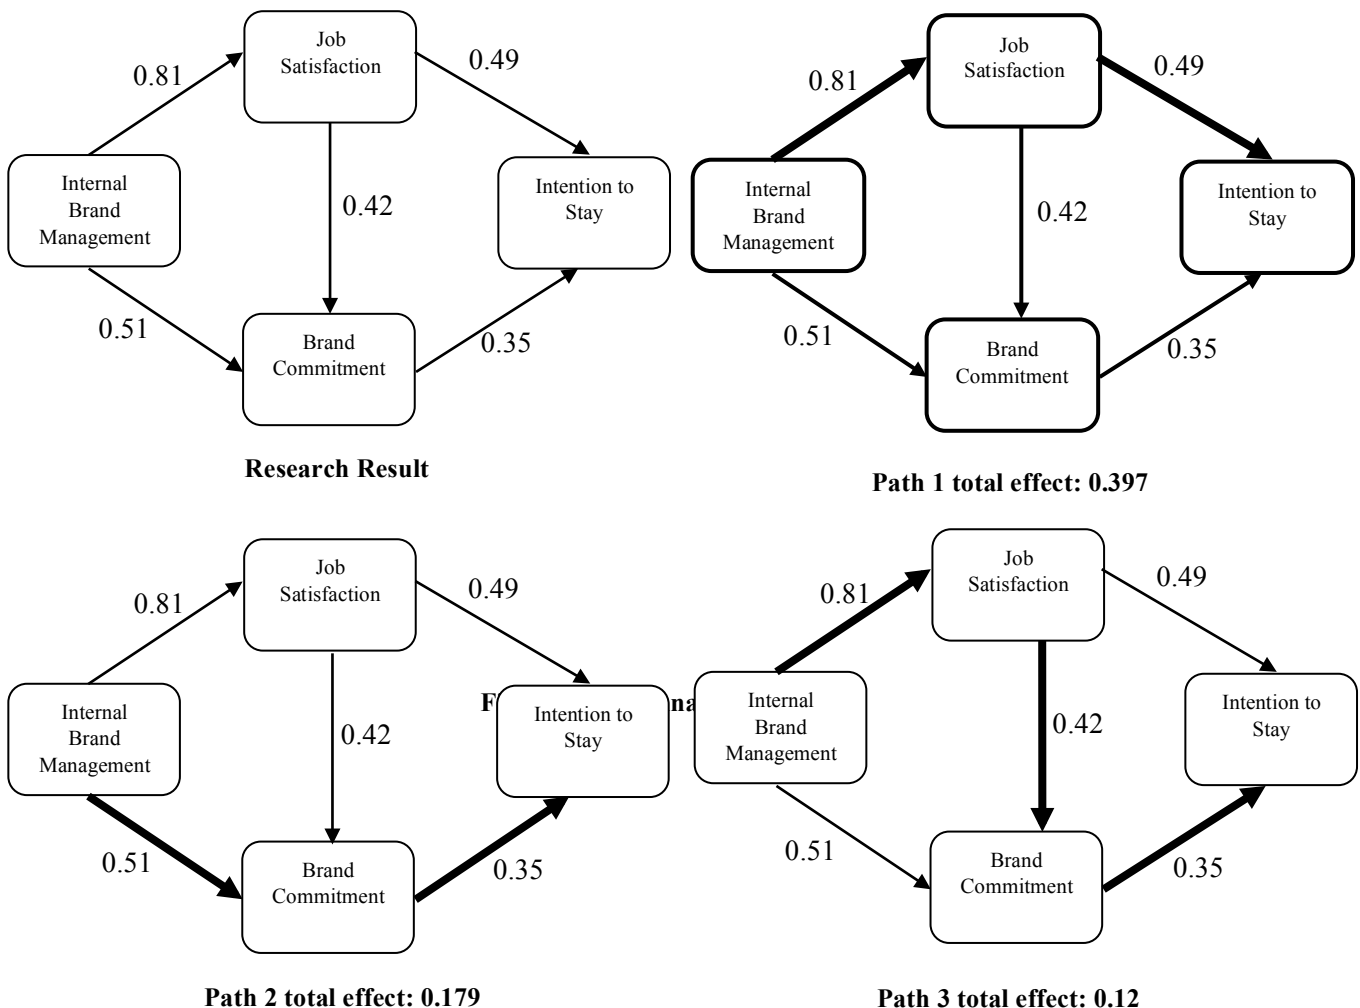 Job
Satisfaction
0.81
0.49
Internal
Brand
Management
0.42
Intention to
Stay
0.51
Brand
Commitment
0.35
Research Result
Job
Satisfaction
0.81
0.49
Internal
Brand
Management
0.42
Intention to
Stay
0.51
Brand
Commitment
0.35
Path 1 total effect: 0.397
Job
Satisfaction
0.81
0.49
Internal
Brand
Management
0.42
Intention to
Stay
0.51
Brand
Commitment
0.35
Path 2 total effect: 0.179
Job
Satisfaction
0.81
0.49
Internal
Brand
Management
0.42
Intention to
Stay
0.51
Brand
Commitment
0.35
Path 3 total effect: 0.12